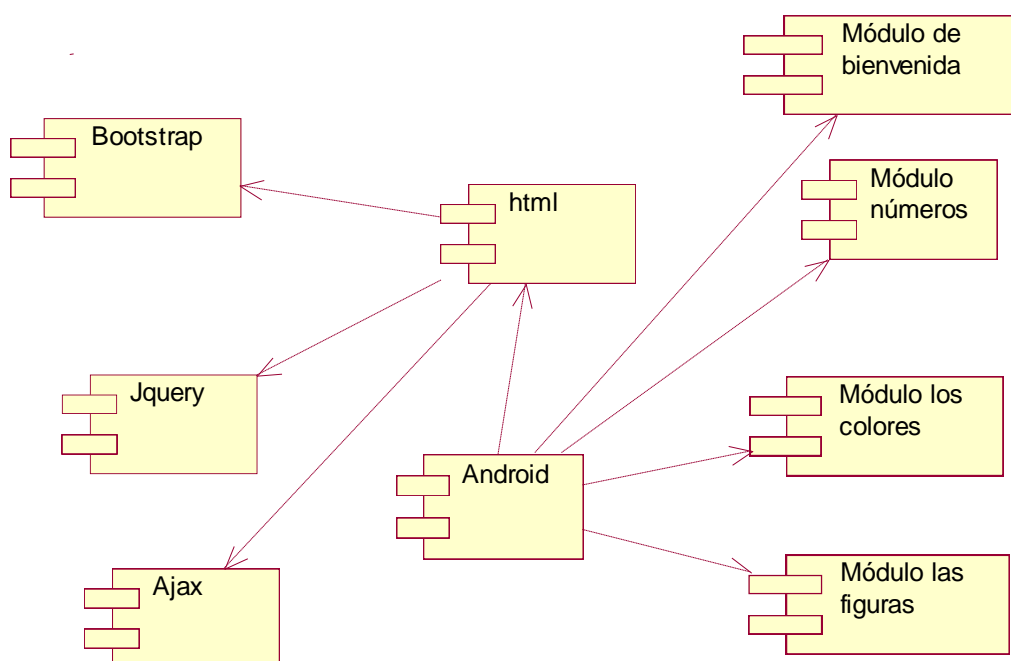 Módulo de
bienvenida
Bootstrap
Módulo
números
html
Jquery
Módulo los
colores
Android
Módulo las
figuras
Ajax